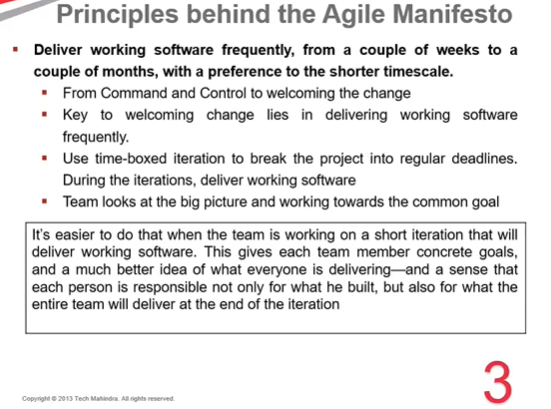 Principles behind the Agile Manifesto
Deliver working software frequently, from a couple of weeks to a
couple of months, with a preference to the shorter timescale.
From Command and Control to welcoming the change
Key to welcoming change lies in delivering working software
frequently.
Use time-boxed iteration to break the project into regular deadlines.
During the iterations, deliver working software
Team looks at the big picture and working towards the common goal
It's easier to do that when the team is working on a short iteration that will
deliver working software. This gives each team member concrete goals,
and a much better idea of what everyone is delivering—and a sense that
each person is responsible not only for what he built, but also for what the
entire team will deliver at the end of the iteration
Copyright © 2013 Tech Mahindra. All rights reserved.
3